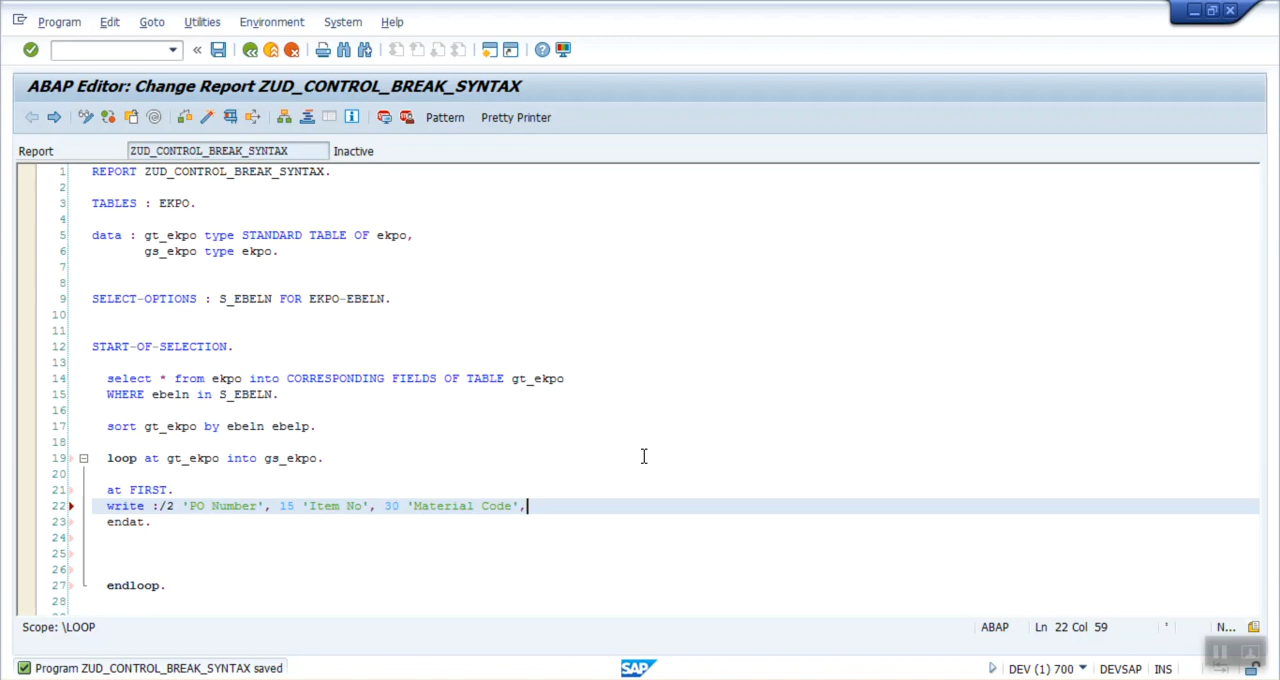 Program Edit Goto Utilities Environment System Help
ABAP Editor: Change Report ZUD_CONTROL_BREAK_SYNTAX
Pattern Pretty Printer
Report ZUD_CONTROL_BREAK_SYNTAX Inactive
1 REPORT ZUD_CONTROL_BREAK_SYNTAX.
2
3 TABLES : EKPO.
4
5 data : gt_ekpo type STANDARD TABLE OF ekpo,
6 gs_ekpo type ekpo.
7
8
9 SELECT-OPTIONS : S_EBELN FOR EKPO-EBELN.
10
11
12 START-OF-SELECTION.
13
14 select * from ekpo into CORRESPONDING FIELDS OF TABLE gt_ekpo
15 WHERE ebeln in S_EBELN.
16
17 sort gt_ekpo by ebeln ebelp.
18
19 loop at gt_ekpo into gs_ekpo.
20
21 at FIRST.
22 write :/2 'PO Number', 15 'Item No', 30 'Material Code',
23 endat.
24
25
26
27 endloop.
28
Scope: \LOOP ABAP Ln 22 Col 59 N...
Program ZUD_CONTROL_BREAK_SYNTAX saved SAP DEV (1) 700 DEVSAP INS